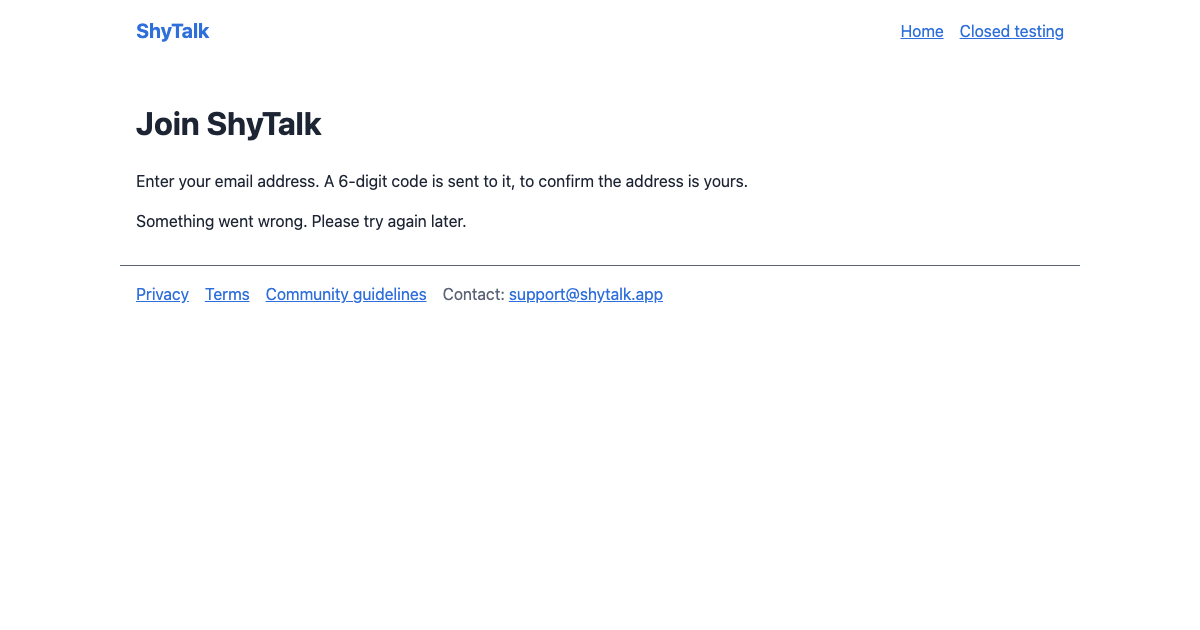 ShyTalk
Home Closed testing
Join ShyTalk
Enter your email address. A 6-digit code is sent to it, to confirm the address is yours.
Something went wrong. Please try again later.
Privacy Terms Community guidelines Contact: support@shytalk.app